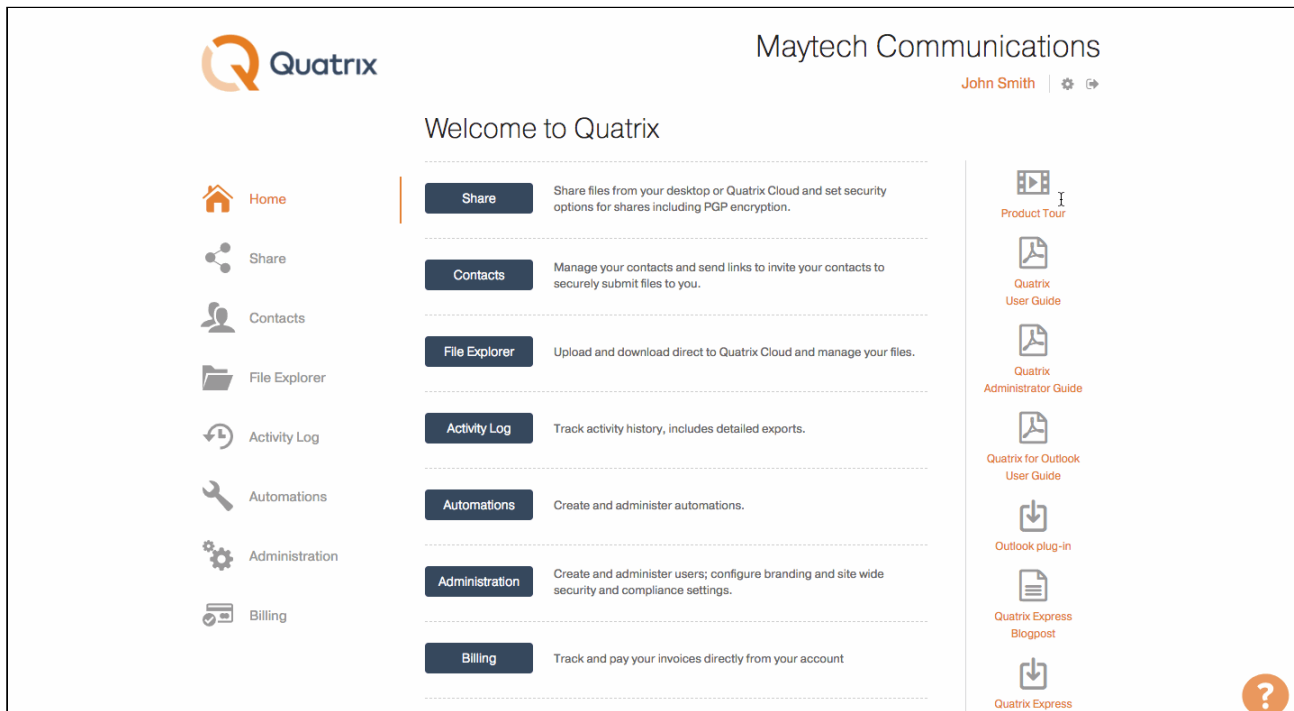 Quatrix
Maytech Communications
John Smith
Welcome to Quatrix
Home
Share
Contacts
File Explorer
Activity Log
Automations
Administration
Billing
Share
Share files from your desktop or Quatrix Cloud and set security
options for shares including PGP encryption.
Contacts
Manage your contacts and send links to invite your contacts to
securely submit files to you.
File Explorer
Upload and download direct to Quatrix Cloud and manage your files.
Activity Log
Track activity history, includes detailed exports.
Automations
Create and administer automations.
Administration
Create and administer users; configure branding and site wide
security and compliance settings.
Billing
Track and pay your invoices directly from your account
Product Tour
Quatrix
User Guide
Quatrix
Administrator Guide
Quatrix for Outlook
User Guide
Outlook plug-in
Quatrix Express
Blogpost
Quatrix Express
?